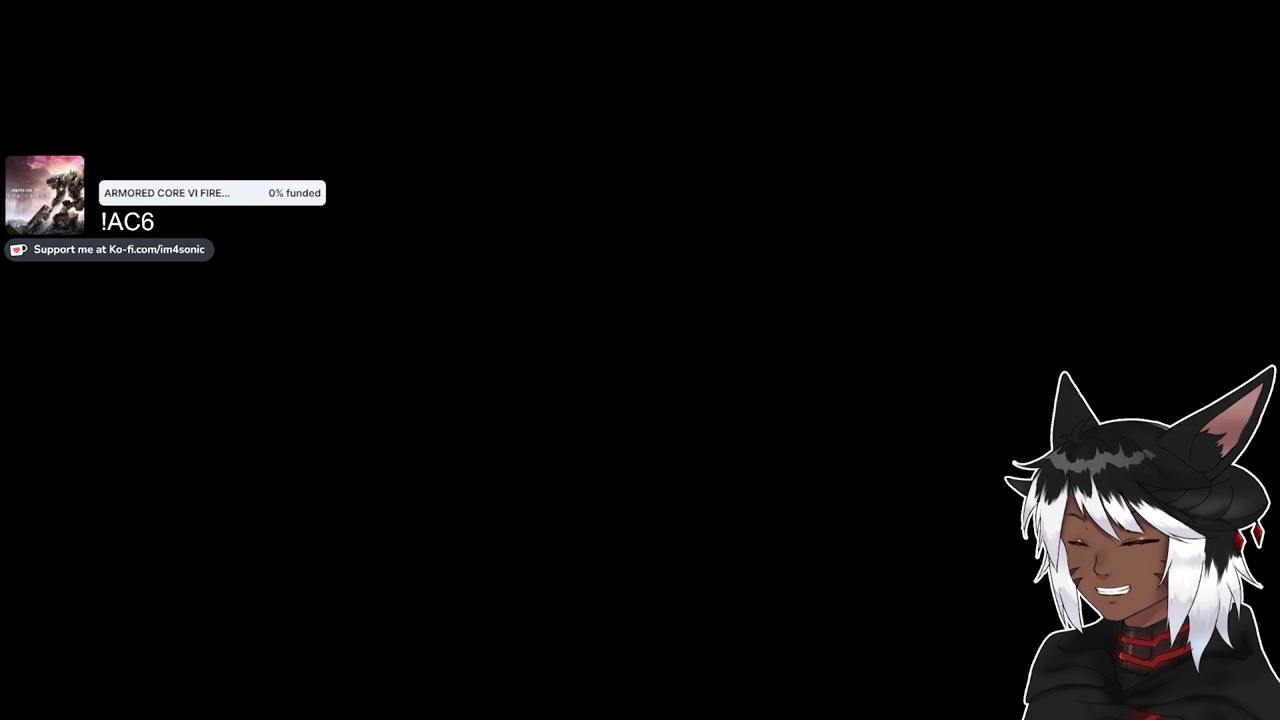 ARMORED CORE VI FIRE... 0% funded
!AC6
Support me at Ko-fi.com/im4sonic